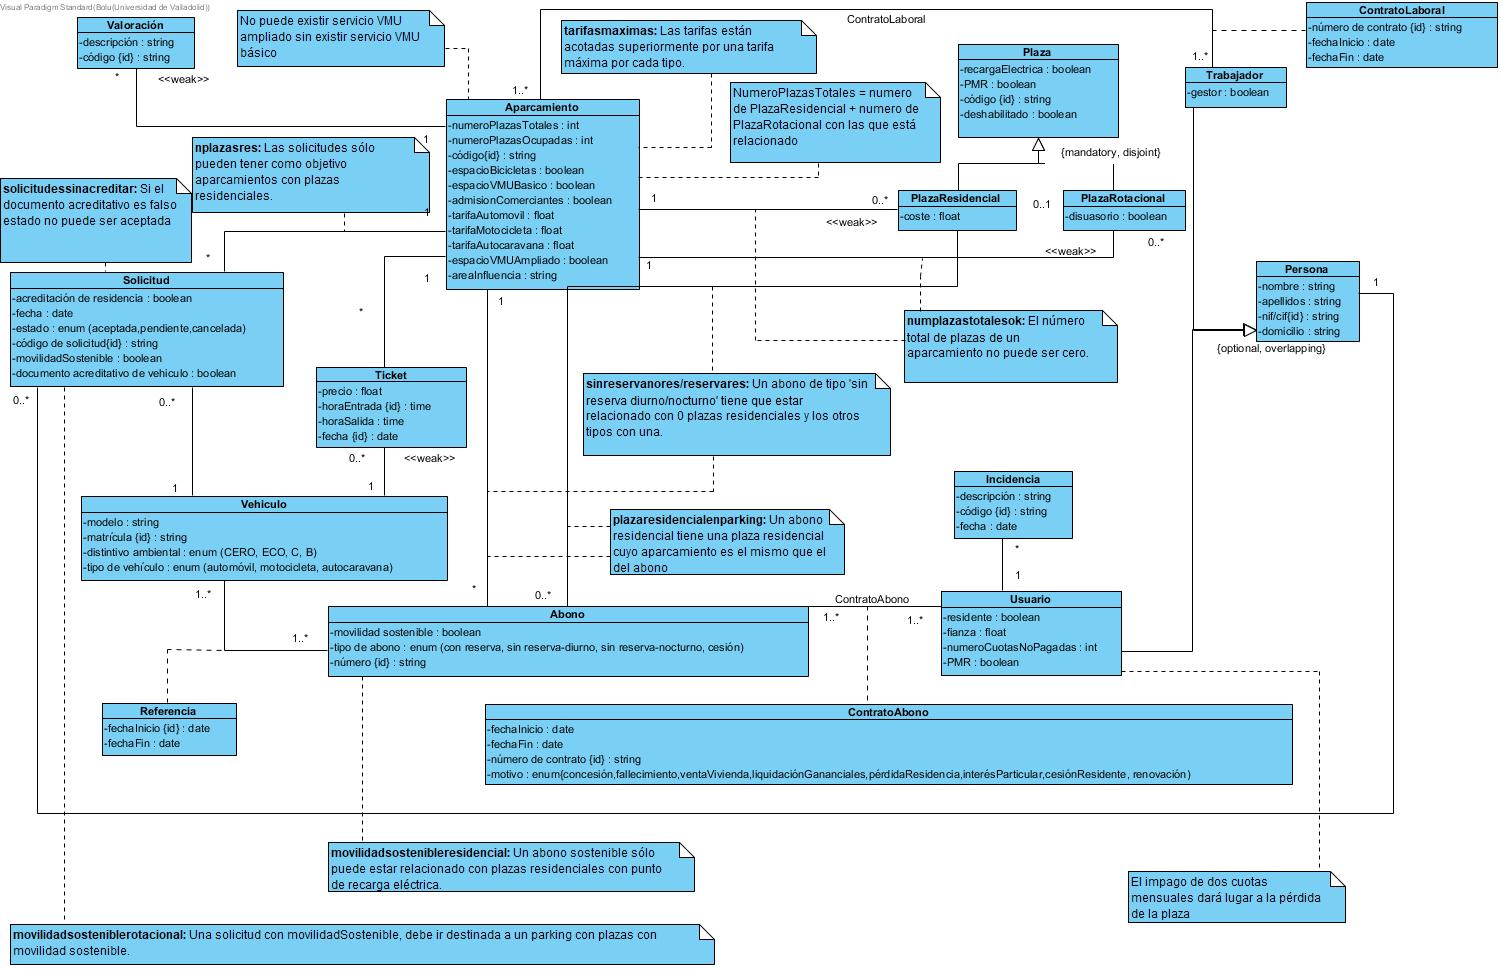 Visual Paradigm Standard(Bolu(Universidad de Valladolid))
Valoración
-descripción : string
-código {id} : string
*
<<weak>>
No puede existir servicio VMU
ampliado sin existir servicio VMU
básico
tarifasmaximas: Las tarifas están
acotadas superiormente por una tarifa
máxima por cada tipo.
ContratoLaboral
ContratoLaboral
-número de contrato {id} : string
-fechaInicio : date
-fechaFin : date
Plaza
-recargaElectrica : boolean
-PMR : boolean
-código {id} : string
-deshabilitado : boolean
1..*
Trabajador
-gestor : boolean
1..*
NumeroPlazasTotales = numero
de PlazaResidencial + numero de
PlazaRotacional con las que está
relacionado
{mandatory, disjoint}
Aparcamiento
-numeroPlazasTotales : int
-numeroPlazasOcupadas : int
-código{id} : string
-espacioBicicletas : boolean
-espacioVMUBasico : boolean
-admisionComerciantes : boolean
-tarifaAutomovil : float
-tarifaMotocicleta : float
-tarifaAutocaravana : float
-espacioVMUAmpliado : boolean
-areaInfluencia : string
1
nplazasres: Las solicitudes sólo
pueden tener como objetivo
aparcamientos con plazas
residenciales.
1
solicitudessinacreditar: Si el
documento acreditativo es falso
estado no puede ser aceptada
1
0..*
<<weak>>
PlazaResidencial
-coste : float
0..1
PlazaRotacional
-disuasorio : boolean
0..*
<<weak>>
1
*
1
1
*
Solicitud
-acreditación de residencia : boolean
-fecha : date
-estado : enum (aceptada,pendiente,cancelada)
-código de solicitud{id} : string
-movilidadSostenible : boolean
-documento acreditativo de vehiculo : boolean
0..*
0..*
Persona
-nombre : string
-apellidos : string
-nif/cif{id} : string
-domicilio : string
1
{optional, overlapping}
numplazastotalesok: El número
total de plazas de un
aparcamiento no puede ser cero.
Ticket
-precio : float
-horaEntrada {id} : time
-horaSalida : time
-fecha {id} : date
0..*
<<weak>>
sinreservanores/reservares: Un abono de tipo 'sin
reserva diurno/nocturno' tiene que estar
relacionado con 0 plazas residenciales y los otros
tipos con una.
1
1
Vehiculo
-modelo : string
-matrícula {id} : string
-distintivo ambiental : enum (CERO, ECO, C, B)
-tipo de vehículo : enum (automóvil, motocicleta, autocaravana)
1..*
Incidencia
-descripción : string
-código {id} : string
-fecha : date
*
1
plazaresidencialenparking: Un abono
residencial tiene una plaza residencial
cuyo aparcamiento es el mismo que el
del abono
*
0..*
1..*
Abono
-movilidad sostenible : boolean
-tipo de abono : enum (con reserva, sin reserva-diurno, sin reserva-nocturno, cesión)
-número {id} : string
ContratoAbono
1..*
1..*
Usuario
-residente : boolean
-fianza : float
-numeroCuotasNoPagadas : int
-PMR : boolean
Referencia
-fechaInicio {id} : date
-fechaFin : date
ContratoAbono
-fechaInicio : date
-fechaFin : date
-número de contrato {id} : string
-motivo : enum{concesión,fallecimiento,ventaVivienda,liquidaciónGananciales,pérdidaResidencia,interésParticular,cesiónResidente, renovación)
movilidadsostenibleresidencial: Un abono sostenible sólo
puede estar relacionado con plazas residenciales con punto
de recarga eléctrica.
El impago de dos cuotas
mensuales dará lugar a la pérdida
de la plaza
movilidadsosteniblerotacional: Una solicitud con movilidadSostenible, debe ir destinada a un parking con plazas con
movilidad sostenible.